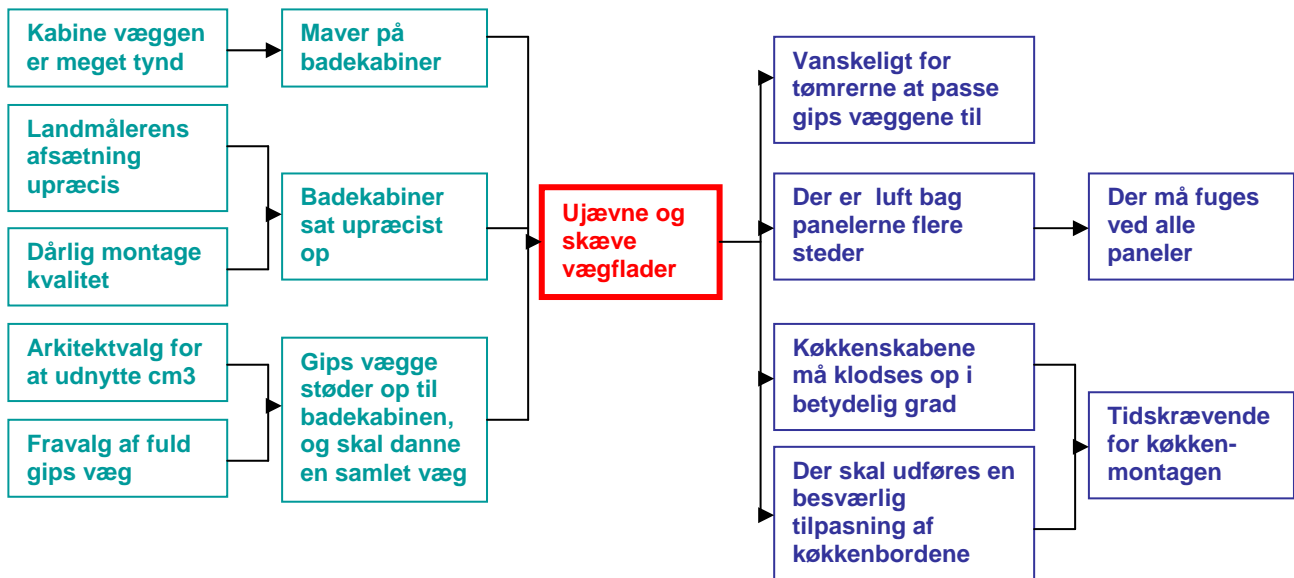 Kabine væggen
er meget tynd
Maver på
badekabiner
Landmålerens
afsætning
upræcis
Dårlig montage
kvalitet
Badekabiner
sat upræcist
op
Arkitektvalg for
at udnytte cm3
Fravalg af fuld
gips væg
Gips vægge
støder op til
badekabinen,
og skal danne
en samlet væg
Ujævne og
skæve
vægflader
Vanskeligt for
tømrerne at passe
gips væggene til
Der er luft bag
panelerne flere
steder
Der må fuges
ved alle
paneler
Køkkenskabene
må klodses op i
betydelig grad
Der skal udføres en
besværlig
tilpasning af
køkkenbordene
Tidskrævende
for køkken-
montagen